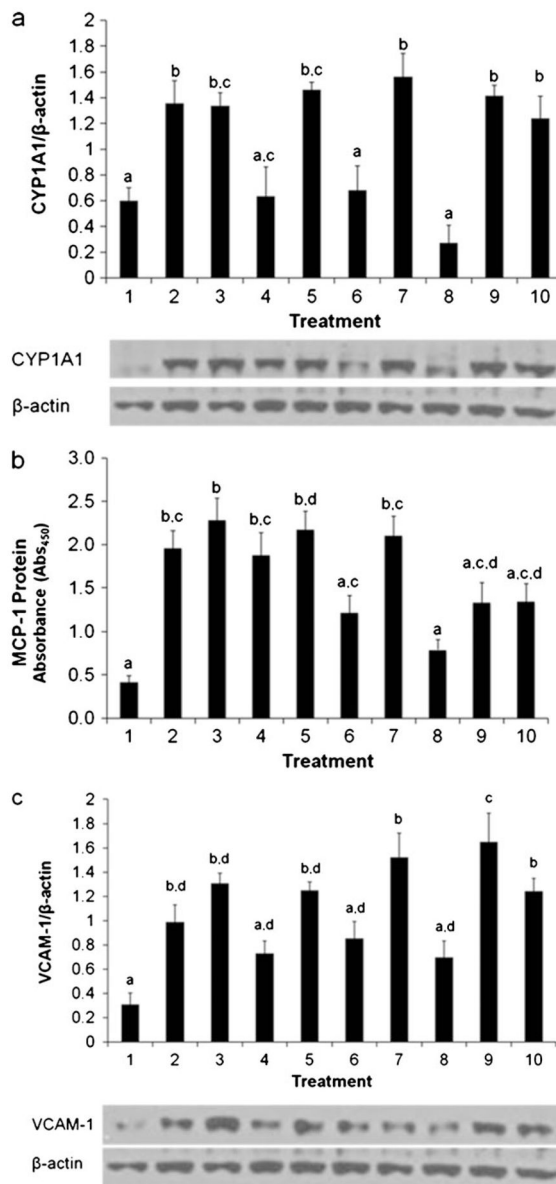 a
CYP1A1/β-actin
2
1.8
1.6
1.4
1.2
1
0.8
0.6
0.4
0.2
0
a
b
b,c
a,c
b,c
a
b
a
b
b
1 2 3 4 5 6 7 8 9 10
Treatment
CYP1A1
β-actin
b
MCP-1 Protein
Absorbance (Abs₄₅₀)
3.0
2.5
2.0
1.5
1.0
0.5
0.0
a
b,c
b
b,c
b,d
a,c
b,c
a
a,c,d
a,c,d
1 2 3 4 5 6 7 8 9 10
Treatment
c
VCAM-1/β-actin
2
1.8
1.6
1.4
1.2
1
0.8
0.6
0.4
0.2
0
a
b,d
b,d
a,d
b,d
a,d
b
a,d
c
b
1 2 3 4 5 6 7 8 9 10
Treatment
VCAM-1
β-actin